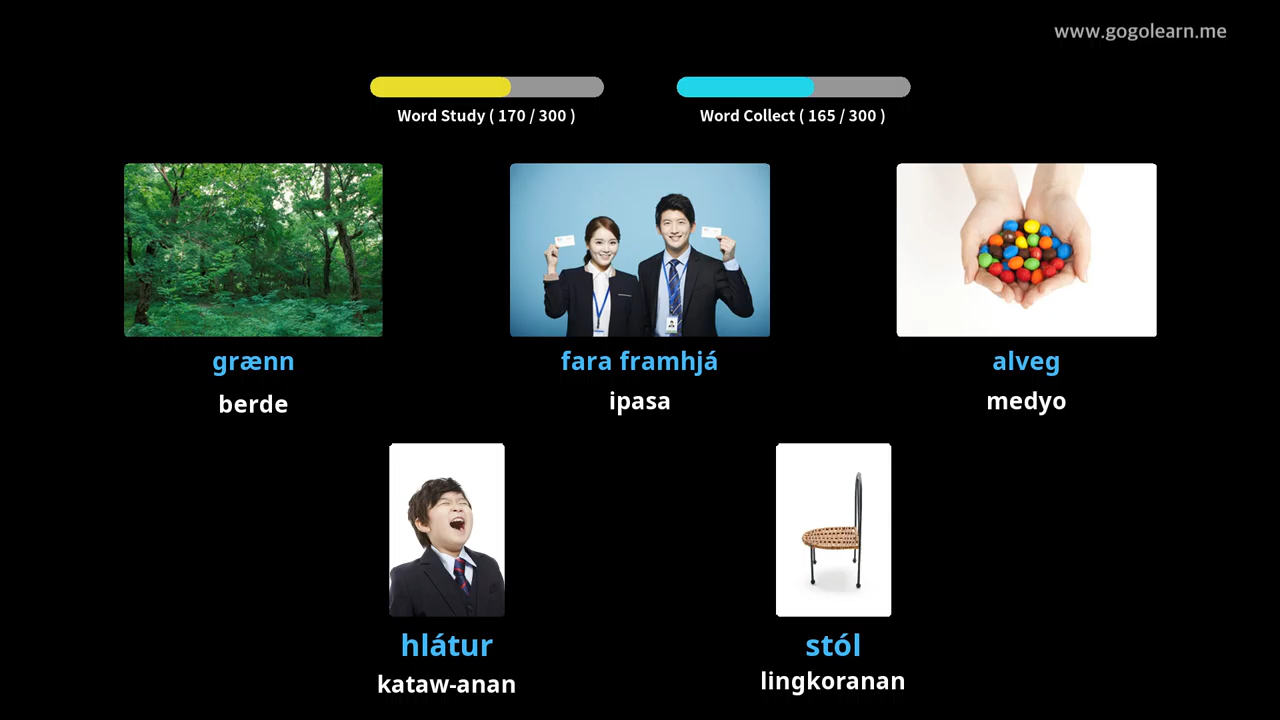 www.gogolearn.me
Word Study ( 170 / 300 )
Word Collect ( 165 / 300 )
grænn
fara framhjá
alveg
berde
ipasa
medyo
hlátur
stól
kataw-anan
lingkoranan